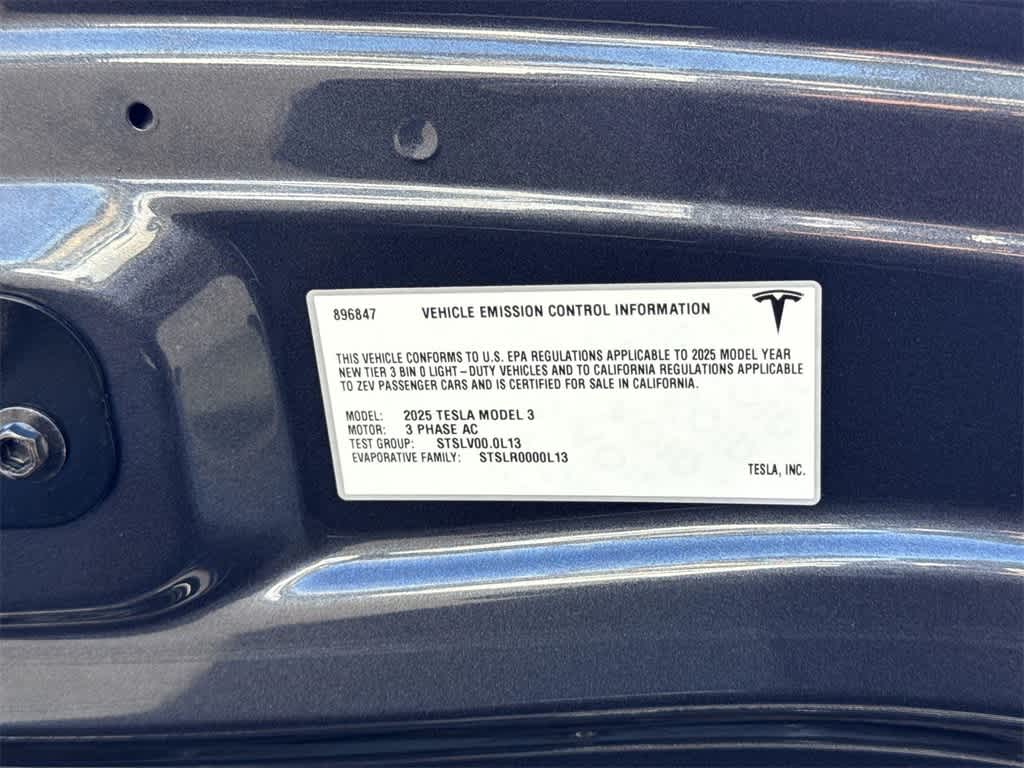 896847 VEHICLE EMISSION CONTROL INFORMATION
THIS VEHICLE CONFORMS TO U.S. EPA REGULATIONS APPLICABLE TO 2025 MODEL YEAR
NEW TIER 3 BIN 0 LIGHT-DUTY VEHICLES AND TO CALIFORNIA REGULATIONS APPLICABLE
TO ZEV PASSENGER CARS AND IS CERTIFIED FOR SALE IN CALIFORNIA.
MODEL: 2025 TESLA MODEL 3
MOTOR: 3 PHASE AC
TEST GROUP: STSLV00.0L13
EVAPORATIVE FAMILY: STSLR0000L13
TESLA, INC.